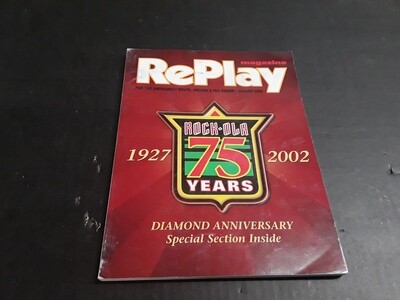 magazine
RePlay
ROCK-OLA
1927 75 2002
YEARS
DIAMOND ANNIVERSARY
Special Section Inside